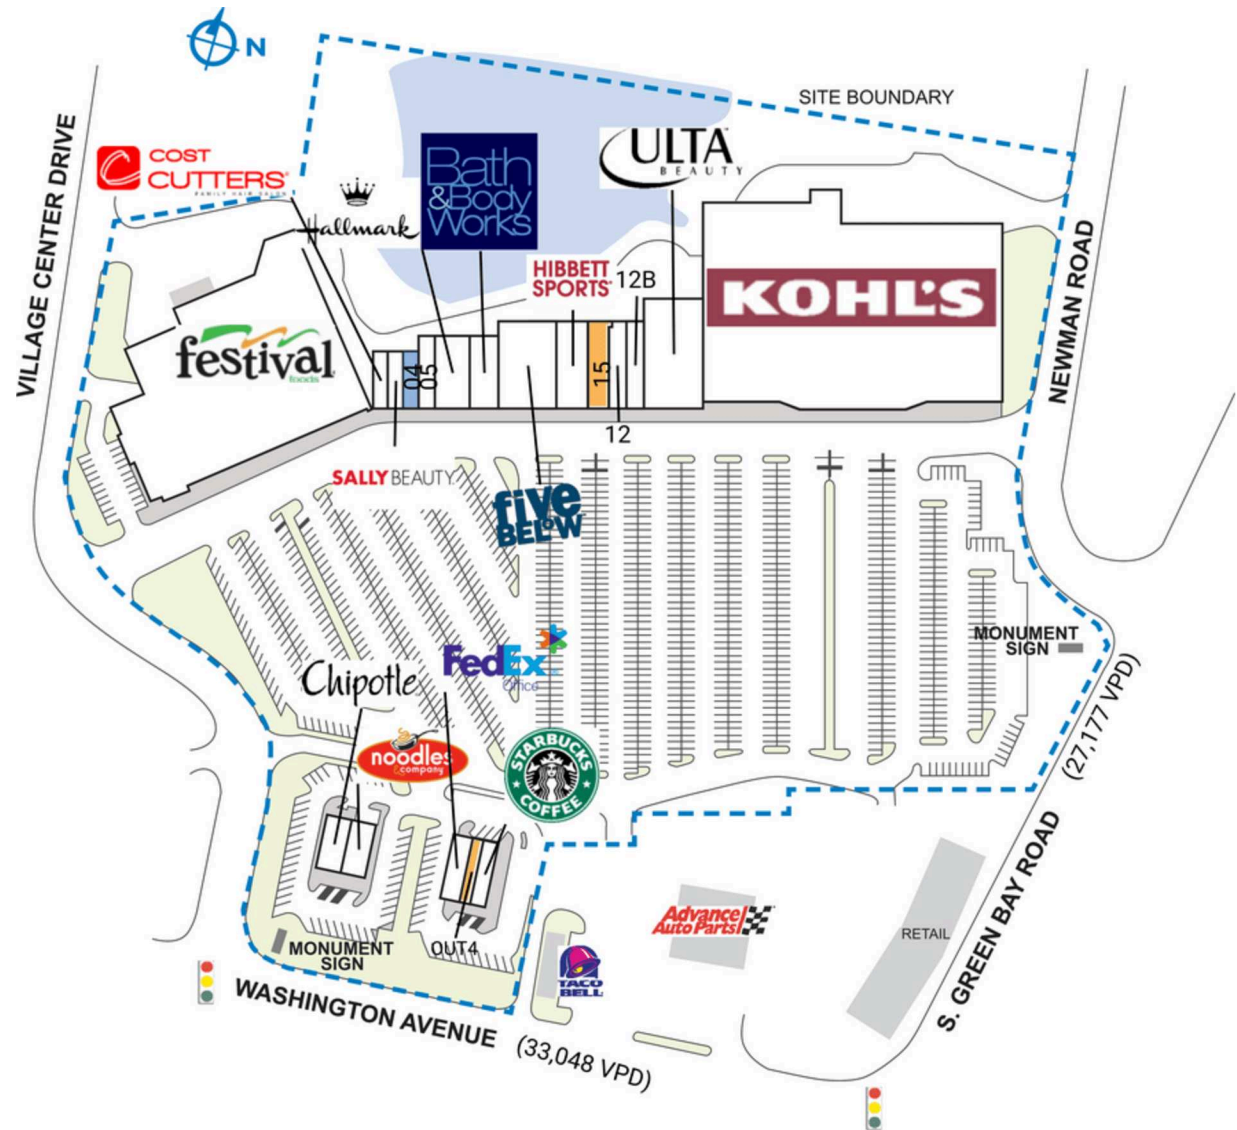 N
SITE BOUNDARY
VILLAGE CENTER DRIVE
COST
CUTTERS
FAMILY HAIR SALON
Hallmark
Bath
& Body
Works
ULTA
BEAUTY
HIBBETT
SPORTS
12B
KOHL'S
NEWMAN ROAD
festival
foods
04
05
15
12
SALLY BEAUTY
five
BELOW
MONUMENT
SIGN
(27,177 VPD)
Chipotle
FedEx
Office
noodles
& company
STARBUCKS
COFFEE
S. GREEN BAY ROAD
Advance
Auto Parts
RETAIL
MONUMENT
SIGN
OUT4
TACO
BELL
WASHINGTON AVENUE (33,048 VPD)